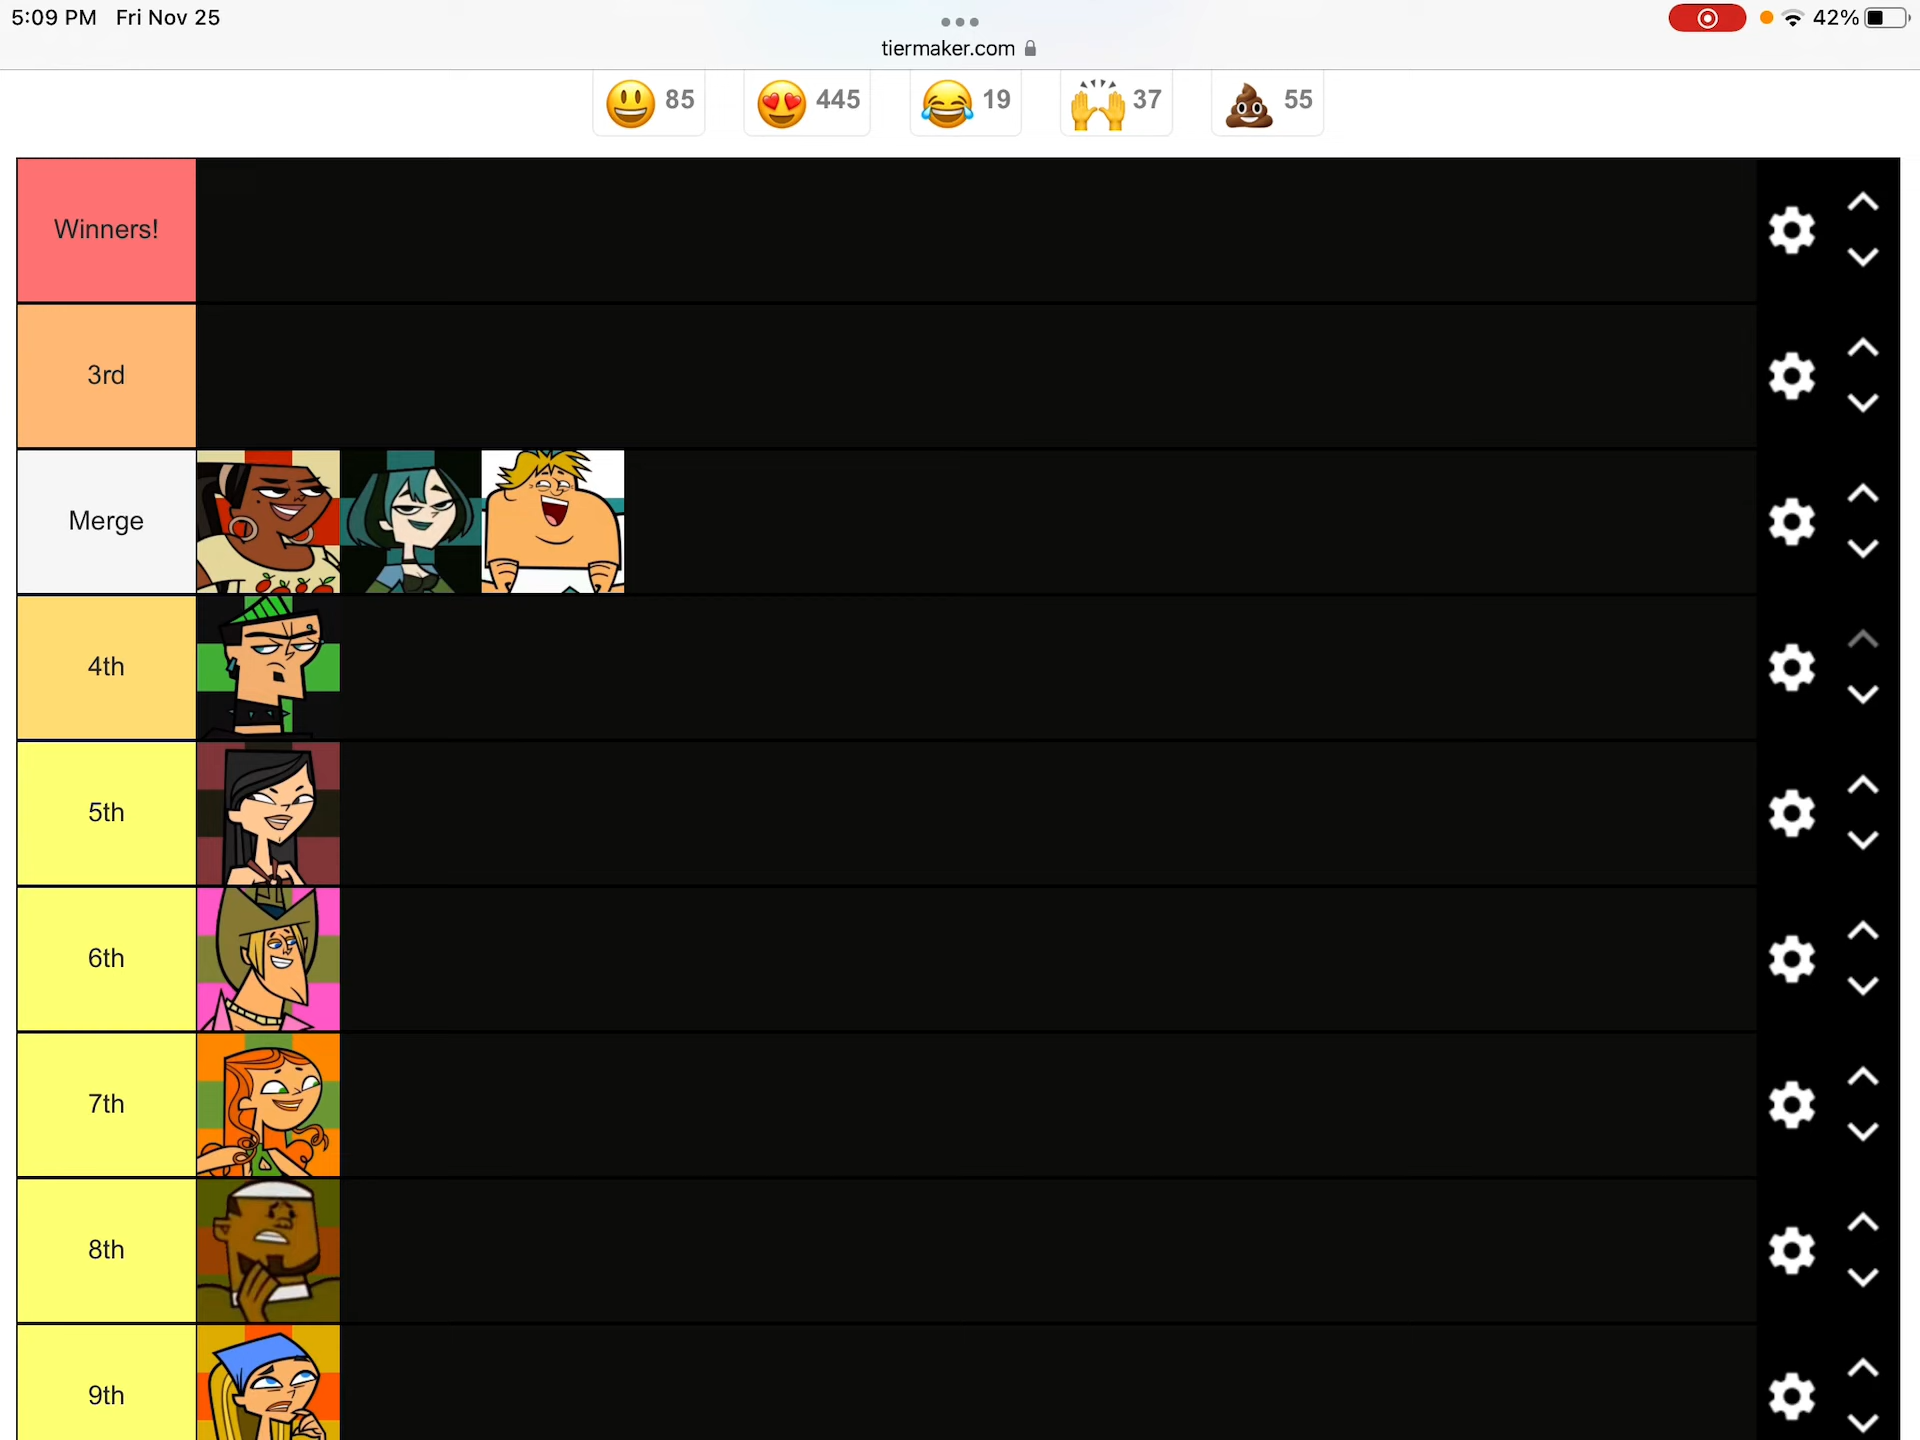 5:09 PM Fri Nov 25
42%
tiermaker.com
85 445 19 37 55
Winners!
3rd
Merge
4th
5th
6th
7th
8th
9th